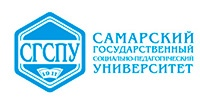 СГСПУ
1911
САМАРСКИЙ
ГОСУДАРСТВЕННЫЙ
СОЦИАЛЬНО-ПЕДАГОГИЧЕСКИЙ
УНИВЕРСИТЕТ